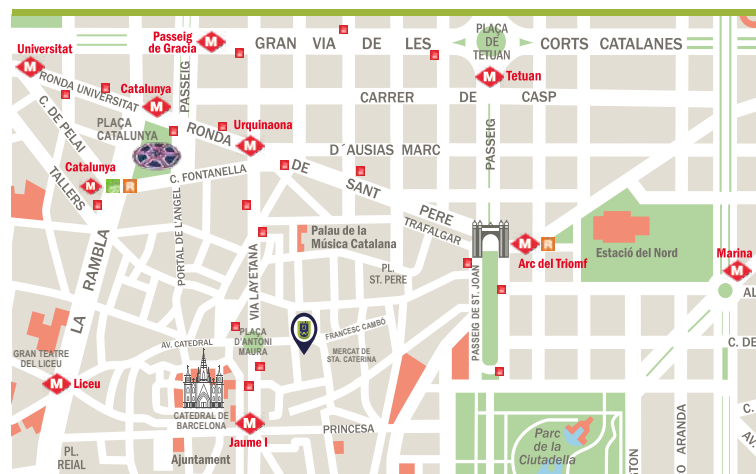 PLAÇA
DE
TETUAN
Passeig
de Gracia
M
GRAN VIA DE LES
CORTS CATALANES
Universitat
M
M
Tetuan
RONDA UNIVERSITAT
Catalunya
M
PASSEIG
CARRER DE CASP
C. DE PELAI
PLAÇA
CATALUNYA
RONDA
Urquinaona
M
D´AUSIAS MARC
PASSEIG
Catalunya
M
R
C. FONTANELLA
DE
SANT
PERE
TALLERS
TRAFALGAR
PORTAL DE L'ANGEL
LA RAMBLA
VIA LAYETANA
Palau de la
Música Catalana
M
R
Arc del Triomf
Estació del Nord
Marina
M
PL.
ST. PERE
PASSEIG DE ST. JOAN
AL
FRANCESC CAMBÓ
PLAÇA
D'ANTONI
MAURA
AV. CATEDRAL
MERCAT DE
STA. CATERINA
C. DE
GRAN TEATRE
DEL LICEU
M
Liceu
CATEDRAL DE
BARCELONA
M
Jaume I
PRINCESA
Ajuntament
PL.
REIAL
Parc
de la
Ciutadella
GTON
O ARANDA
C.
AV.